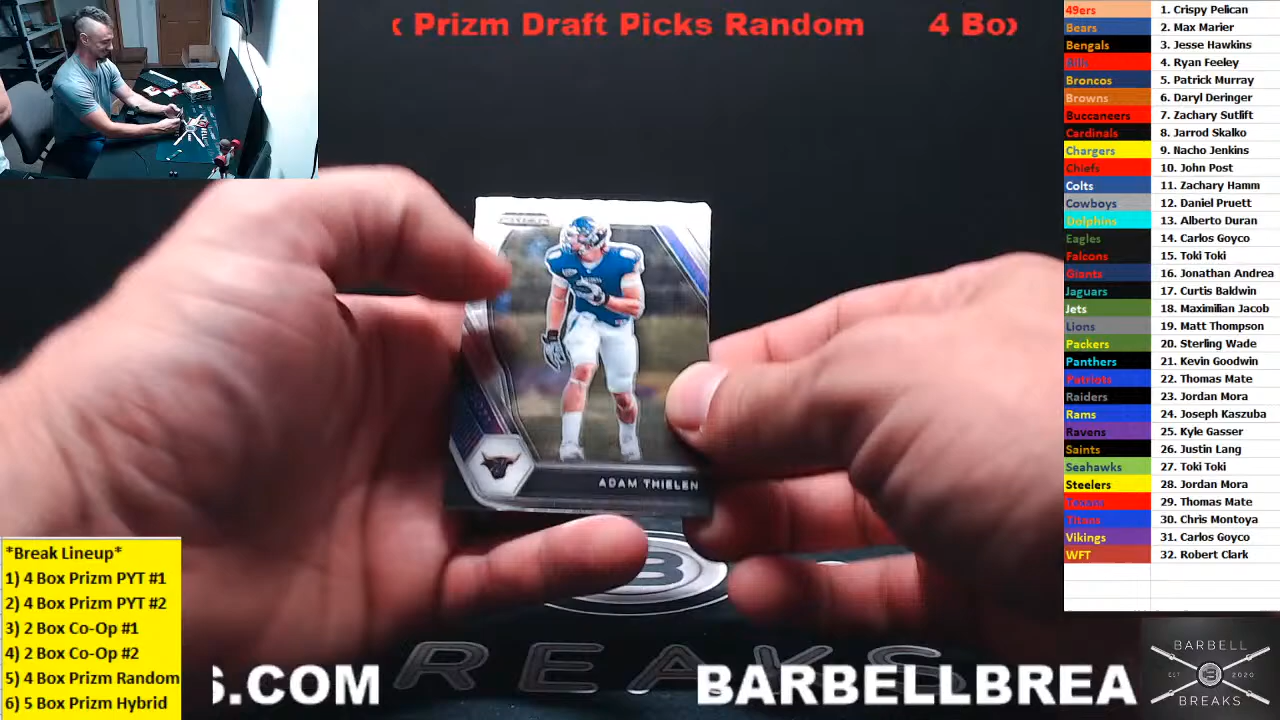 x Prizm Draft Picks Random 4 Box
49ers 1. Crispy Pelican
Bears 2. Max Marier
Bengals 3. Jesse Hawkins
Bills 4. Ryan Feeley
Broncos 5. Patrick Murray
Browns 6. Daryl Deringer
Buccaneers 7. Zachary Sutlift
Cardinals 8. Jarrod Skalko
Chargers 9. Nacho Jenkins
Chiefs 10. John Post
Colts 11. Zachary Hamm
Cowboys 12. Daniel Pruett
Dolphins 13. Alberto Duran
Eagles 14. Carlos Goyco
Falcons 15. Toki Toki
Giants 16. Jonathan Andrea
Jaguars 17. Curtis Baldwin
Jets 18. Maximilian Jacob
Lions 19. Matt Thompson
Packers 20. Sterling Wade
Panthers 21. Kevin Goodwin
Patriots 22. Thomas Mate
Raiders 23. Jordan Mora
Rams 24. Joseph Kaszuba
Ravens 25. Kyle Gasser
Saints 26. Justin Lang
Seahawks 27. Toki Toki
Steelers 28. Jordan Mora
Texans 29. Thomas Mate
Titans 30. Chris Montoya
Vikings 31. Carlos Goyco
WFT 32. Robert Clark
ADAM THIELEN
B
REAKS
*Break Lineup*
1) 4 Box Prizm PYT #1
2) 4 Box Prizm PYT #2
3) 2 Box Co-Op #1
4) 2 Box Co-Op #2
5) 4 Box Prizm Random
6) 5 Box Prizm Hybrid
S.COM BARBELLBREA
BARBELL
EST B 2020
BREAKS